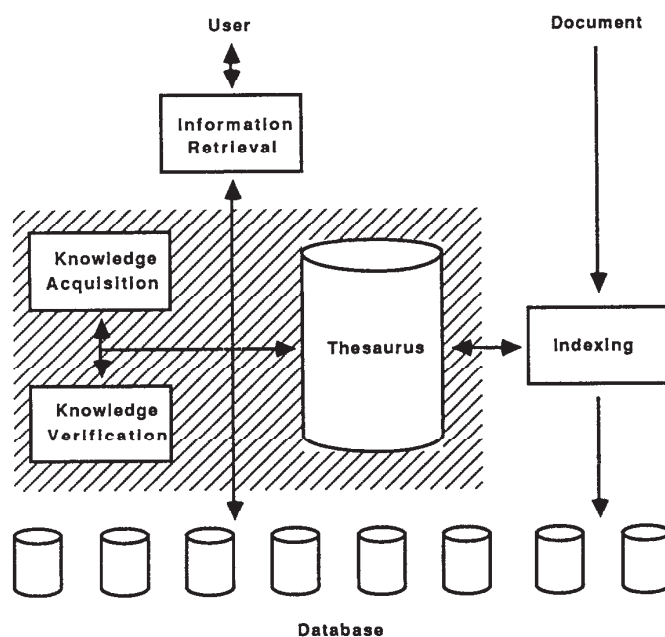 User
Document
Information
Retrieval
Knowledge
Acquisition
Thesaurus
Indexing
Knowledge
Verification
Database